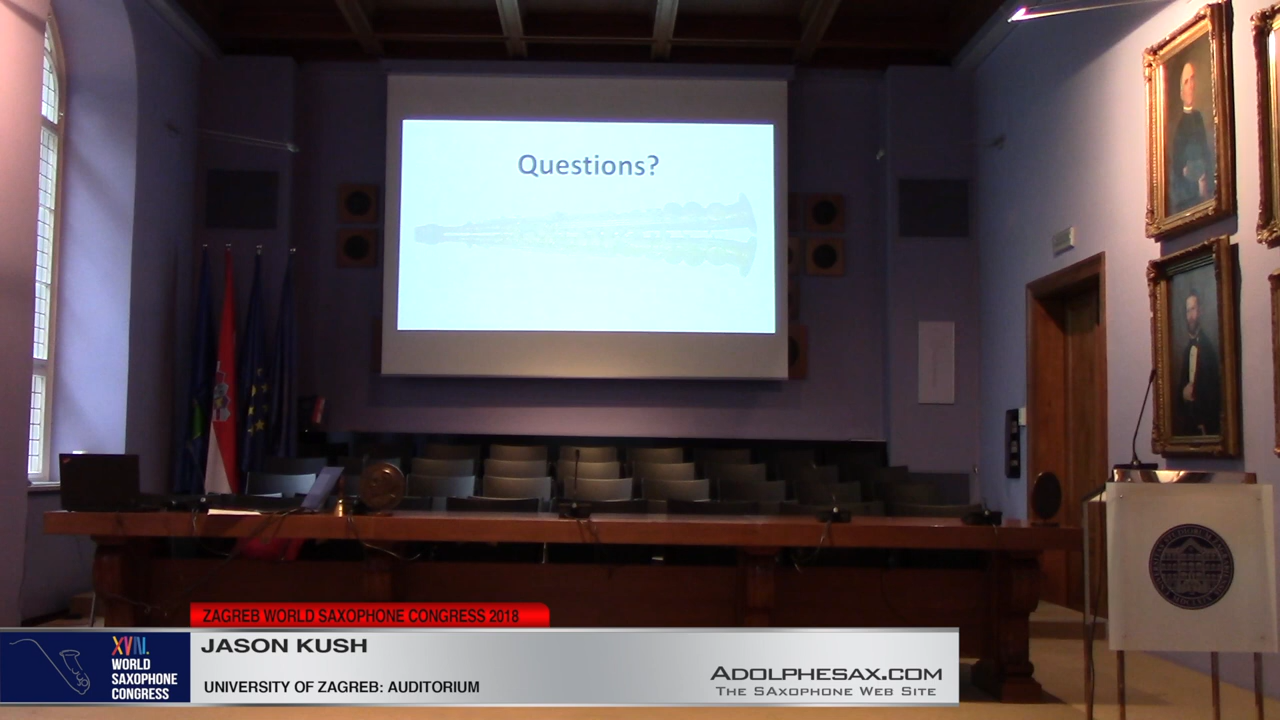 Questions?
ZAGREB WORLD SAXOPHONE CONGRESS 2018
XVIII.
WORLD
SAXOPHONE
CONGRESS
JASON KUSH
UNIVERSITY OF ZAGREB: AUDITORIUM
ADOLPHESAX.COM
THE SAXOPHONE WEB SITE